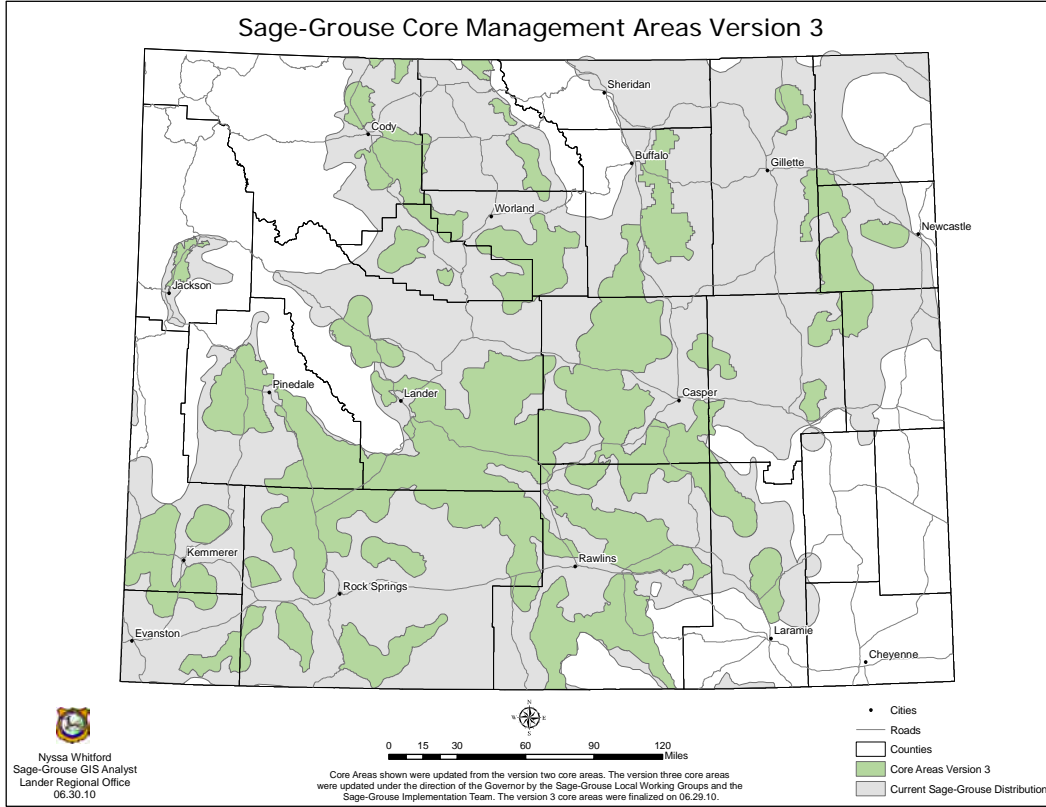 Sage-Grouse Core Management Areas Version 3
Sheridan
Cody
Buffalo
Gillette
Worland
Newcastle
Jackson
Pinedale
Lander
Casper
Kemmerer
Rawlins
Rock Springs
Evanston
Laramie
Cheyenne
Nyssa Whitford
Sage-Grouse GIS Analyst
Lander Regional Office
06.30.10
N
W E
S
0 15 30 60 90 120
Miles
Core Areas shown were updated from the version two core areas. The version three core areas
were updated under the direction of the Governor by the Sage-Grouse Local Working Groups and the
Sage-Grouse Implementation Team. The version 3 core areas were finalized on 06.29.10.
Cities
Roads
Counties
Core Areas Version 3
Current Sage-Grouse Distribution